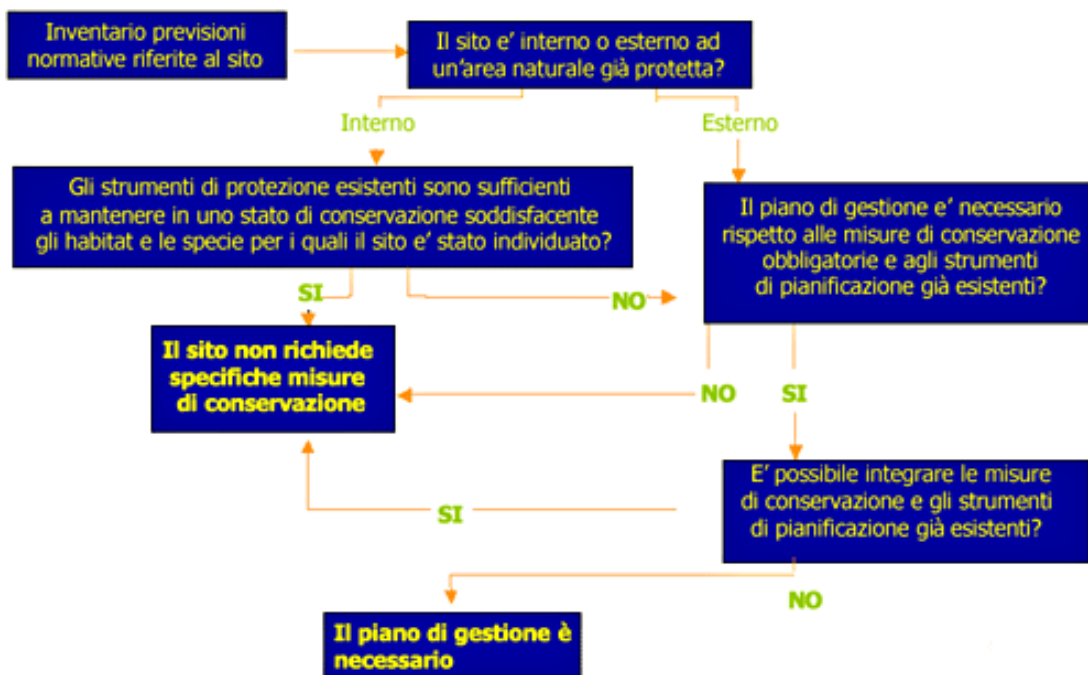 Inventario previsioni
normative riferite al sito
Il sito e' interno o esterno ad
un'area naturale già protetta?
Interno
Esterno
Gli strumenti di protezione esistenti sono sufficienti
a mantenere in uno stato di conservazione soddisfacente
gli habitat e le specie per i quali il sito e' stato individuato?
Il piano di gestione e' necessario
rispetto alle misure di conservazione
obbligatorie e agli strumenti
di pianificazione già esistenti?
SI
NO
Il sito non richiede
specifiche misure
di conservazione
NO
SI
E' possibile integrare le misure
di conservazione e gli strumenti
di pianificazione già esistenti?
SI
NO
Il piano di gestione è
necessario